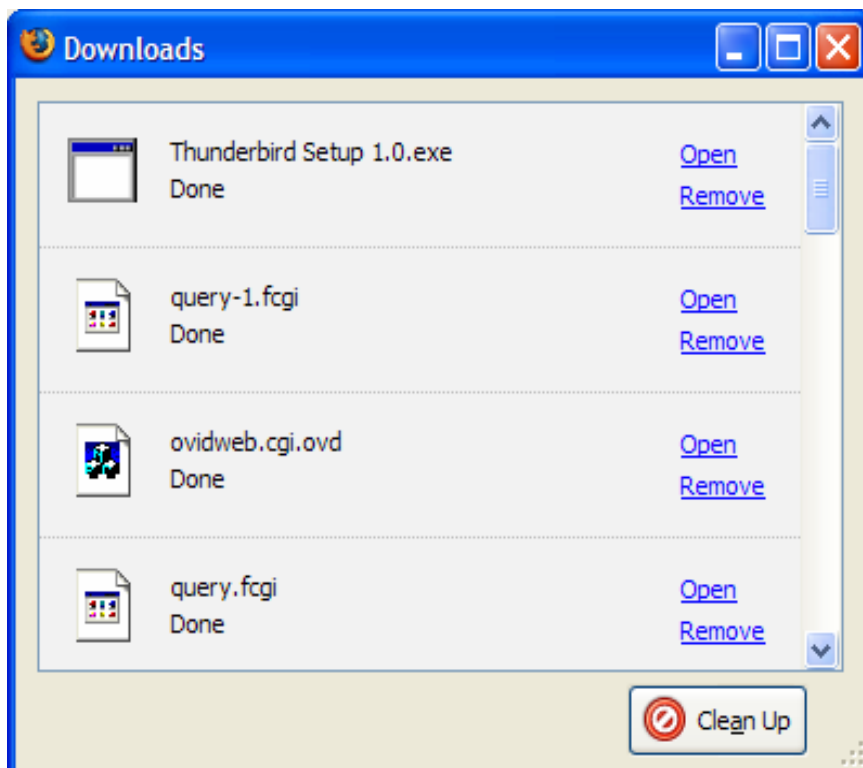 Downloads
Thunderbird Setup 1.0.exe
Done
Open
Remove
query-1.fcgi
Done
Open
Remove
ovidweb.cgi.ovd
Done
Open
Remove
query.fcgi
Done
Open
Remove
Clean Up